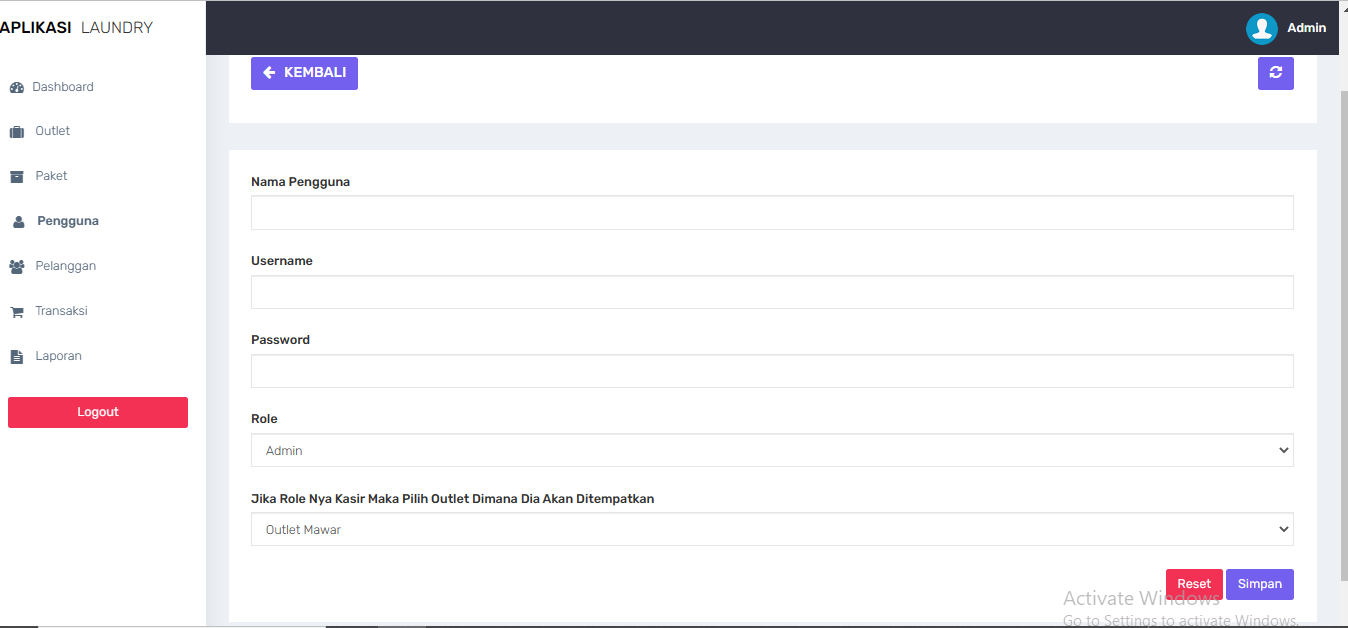 APLIKASI LAUNDRY
Admin
Dashboard
Outlet
Paket
Pengguna
Pelanggan
Transaksi
Laporan
Logout
KEMBALI
Nama Pengguna
Username
Password
Role
Admin
Jika Role Nya Kasir Maka Pilih Outlet Dimana Dia Akan Ditempatkan
Outlet Mawar
Reset Simpan
Activate Windows
Go to Settings to activate Windows.